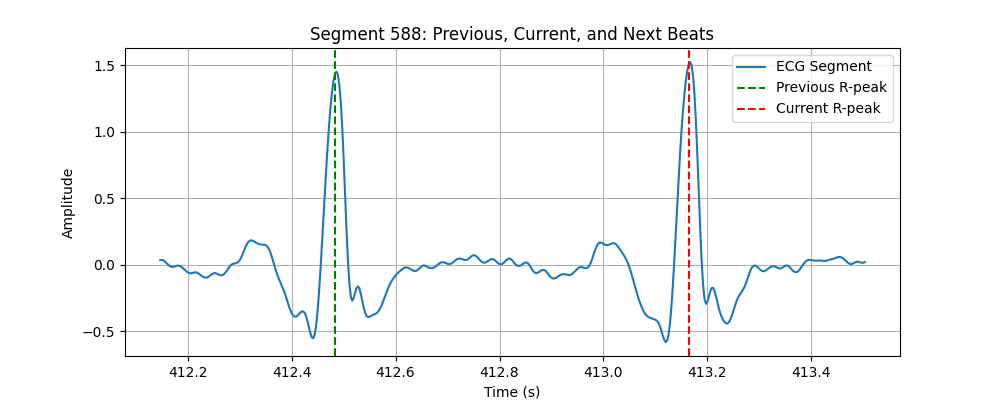 Segment 588: Previous, Current, and Next Beats
1.5
1.0
0.5
0.0
−0.5
Amplitude
ECG Segment
Previous R-peak
Current R-peak
412.2 412.4 412.6 412.8 413.0 413.2 413.4
Time (s)